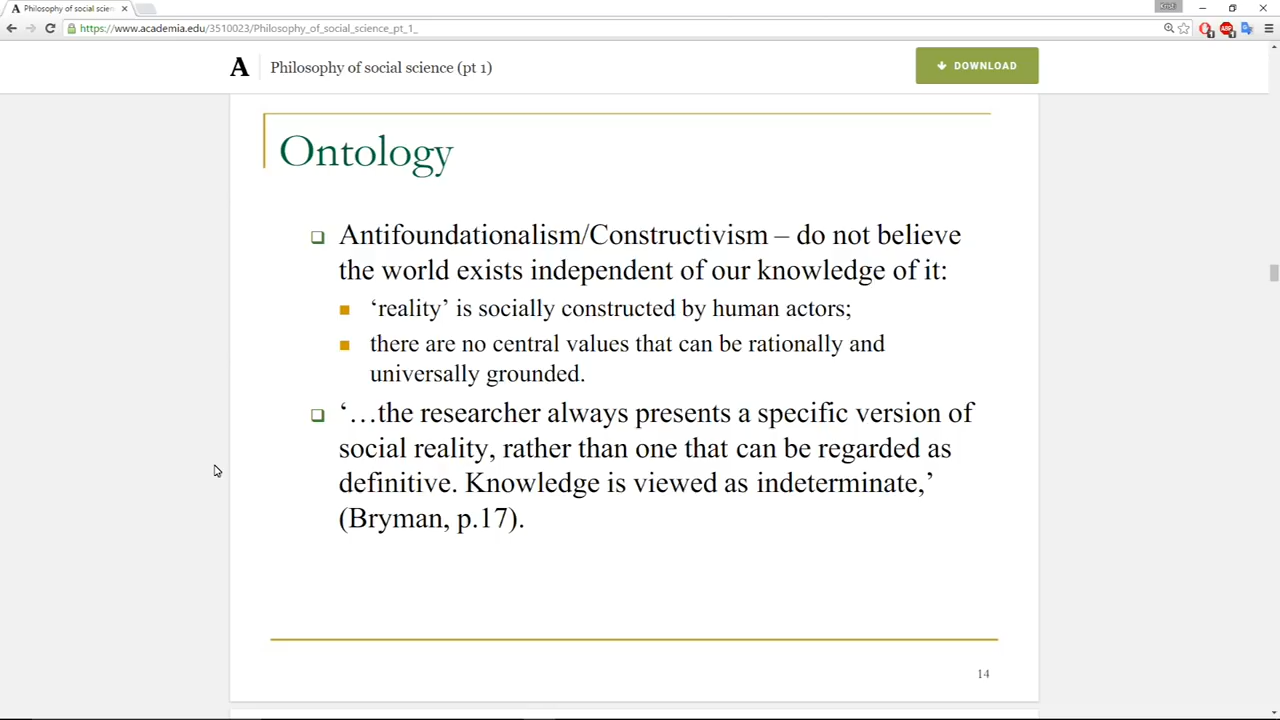 Philosophy of social scien
https://www.academia.edu/3510023/Philosophy_of_social_science_pt_1_
A
Philosophy of social science (pt 1)
DOWNLOAD
Ontology
Antifoundationalism/Constructivism – do not believe
the world exists independent of our knowledge of it:
‘reality’ is socially constructed by human actors;
there are no central values that can be rationally and
universally grounded.
‘…the researcher always presents a specific version of
social reality, rather than one that can be regarded as
definitive. Knowledge is viewed as indeterminate,’
(Bryman, p.17).
14